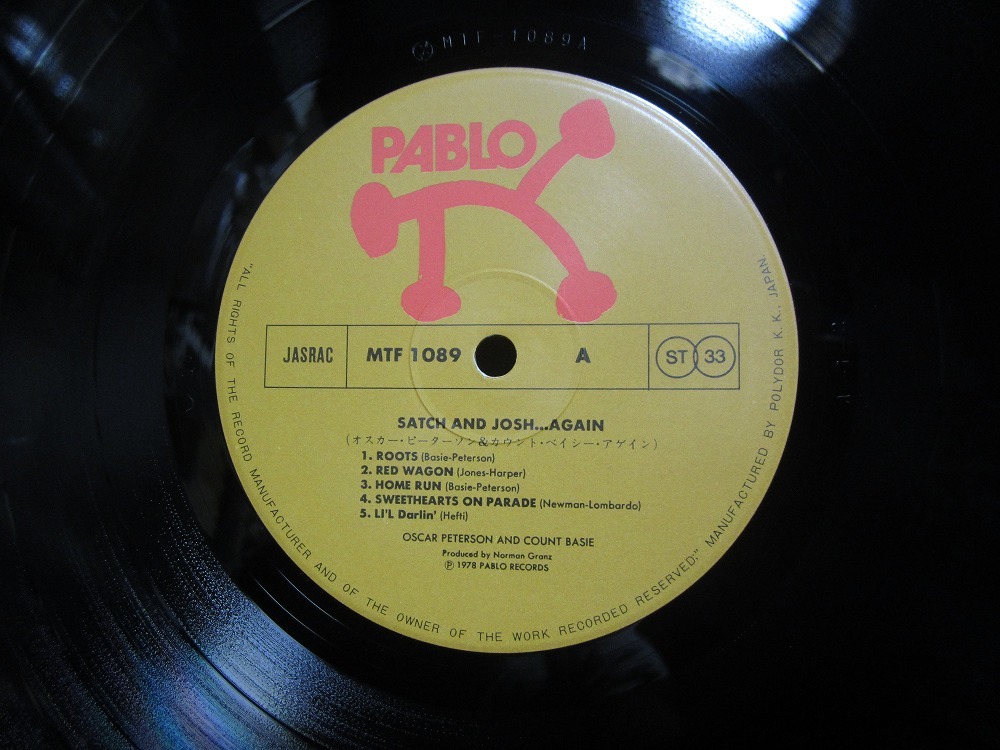 MTF 1089A
PABLO
JASRAC MTF 1089 A ST 33
SATCH AND JOSH...AGAIN
(オスカー・ピーターソン&カウント・ベイシー・アゲイン)
1. ROOTS (Basie-Peterson)
2. RED WAGON (Jones-Harper)
3. HOME RUN (Basie-Peterson)
4. SWEETHEARTS ON PARADE (Newman-Lombardo)
5. LI'L Darlin' (Hefti)
OSCAR PETERSON AND COUNT BASIE
Produced by Norman Granz
Ⓟ 1978 PABLO RECORDS
"ALL RIGHTS OF THE RECORD MANUFACTURER AND OF THE OWNER OF THE WORK RECORDED RESERVED;" MANUFACTURED BY POLYDOR K.K., JAPAN.